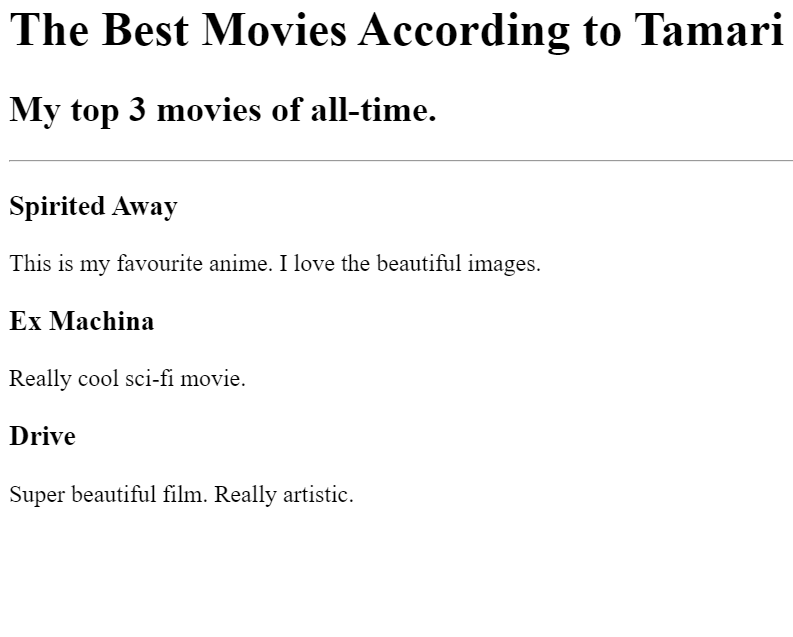 The Best Movies According to Tamari
My top 3 movies of all-time.
Spirited Away
This is my favourite anime. I love the beautiful images.
Ex Machina
Really cool sci-fi movie.
Drive
Super beautiful film. Really artistic.